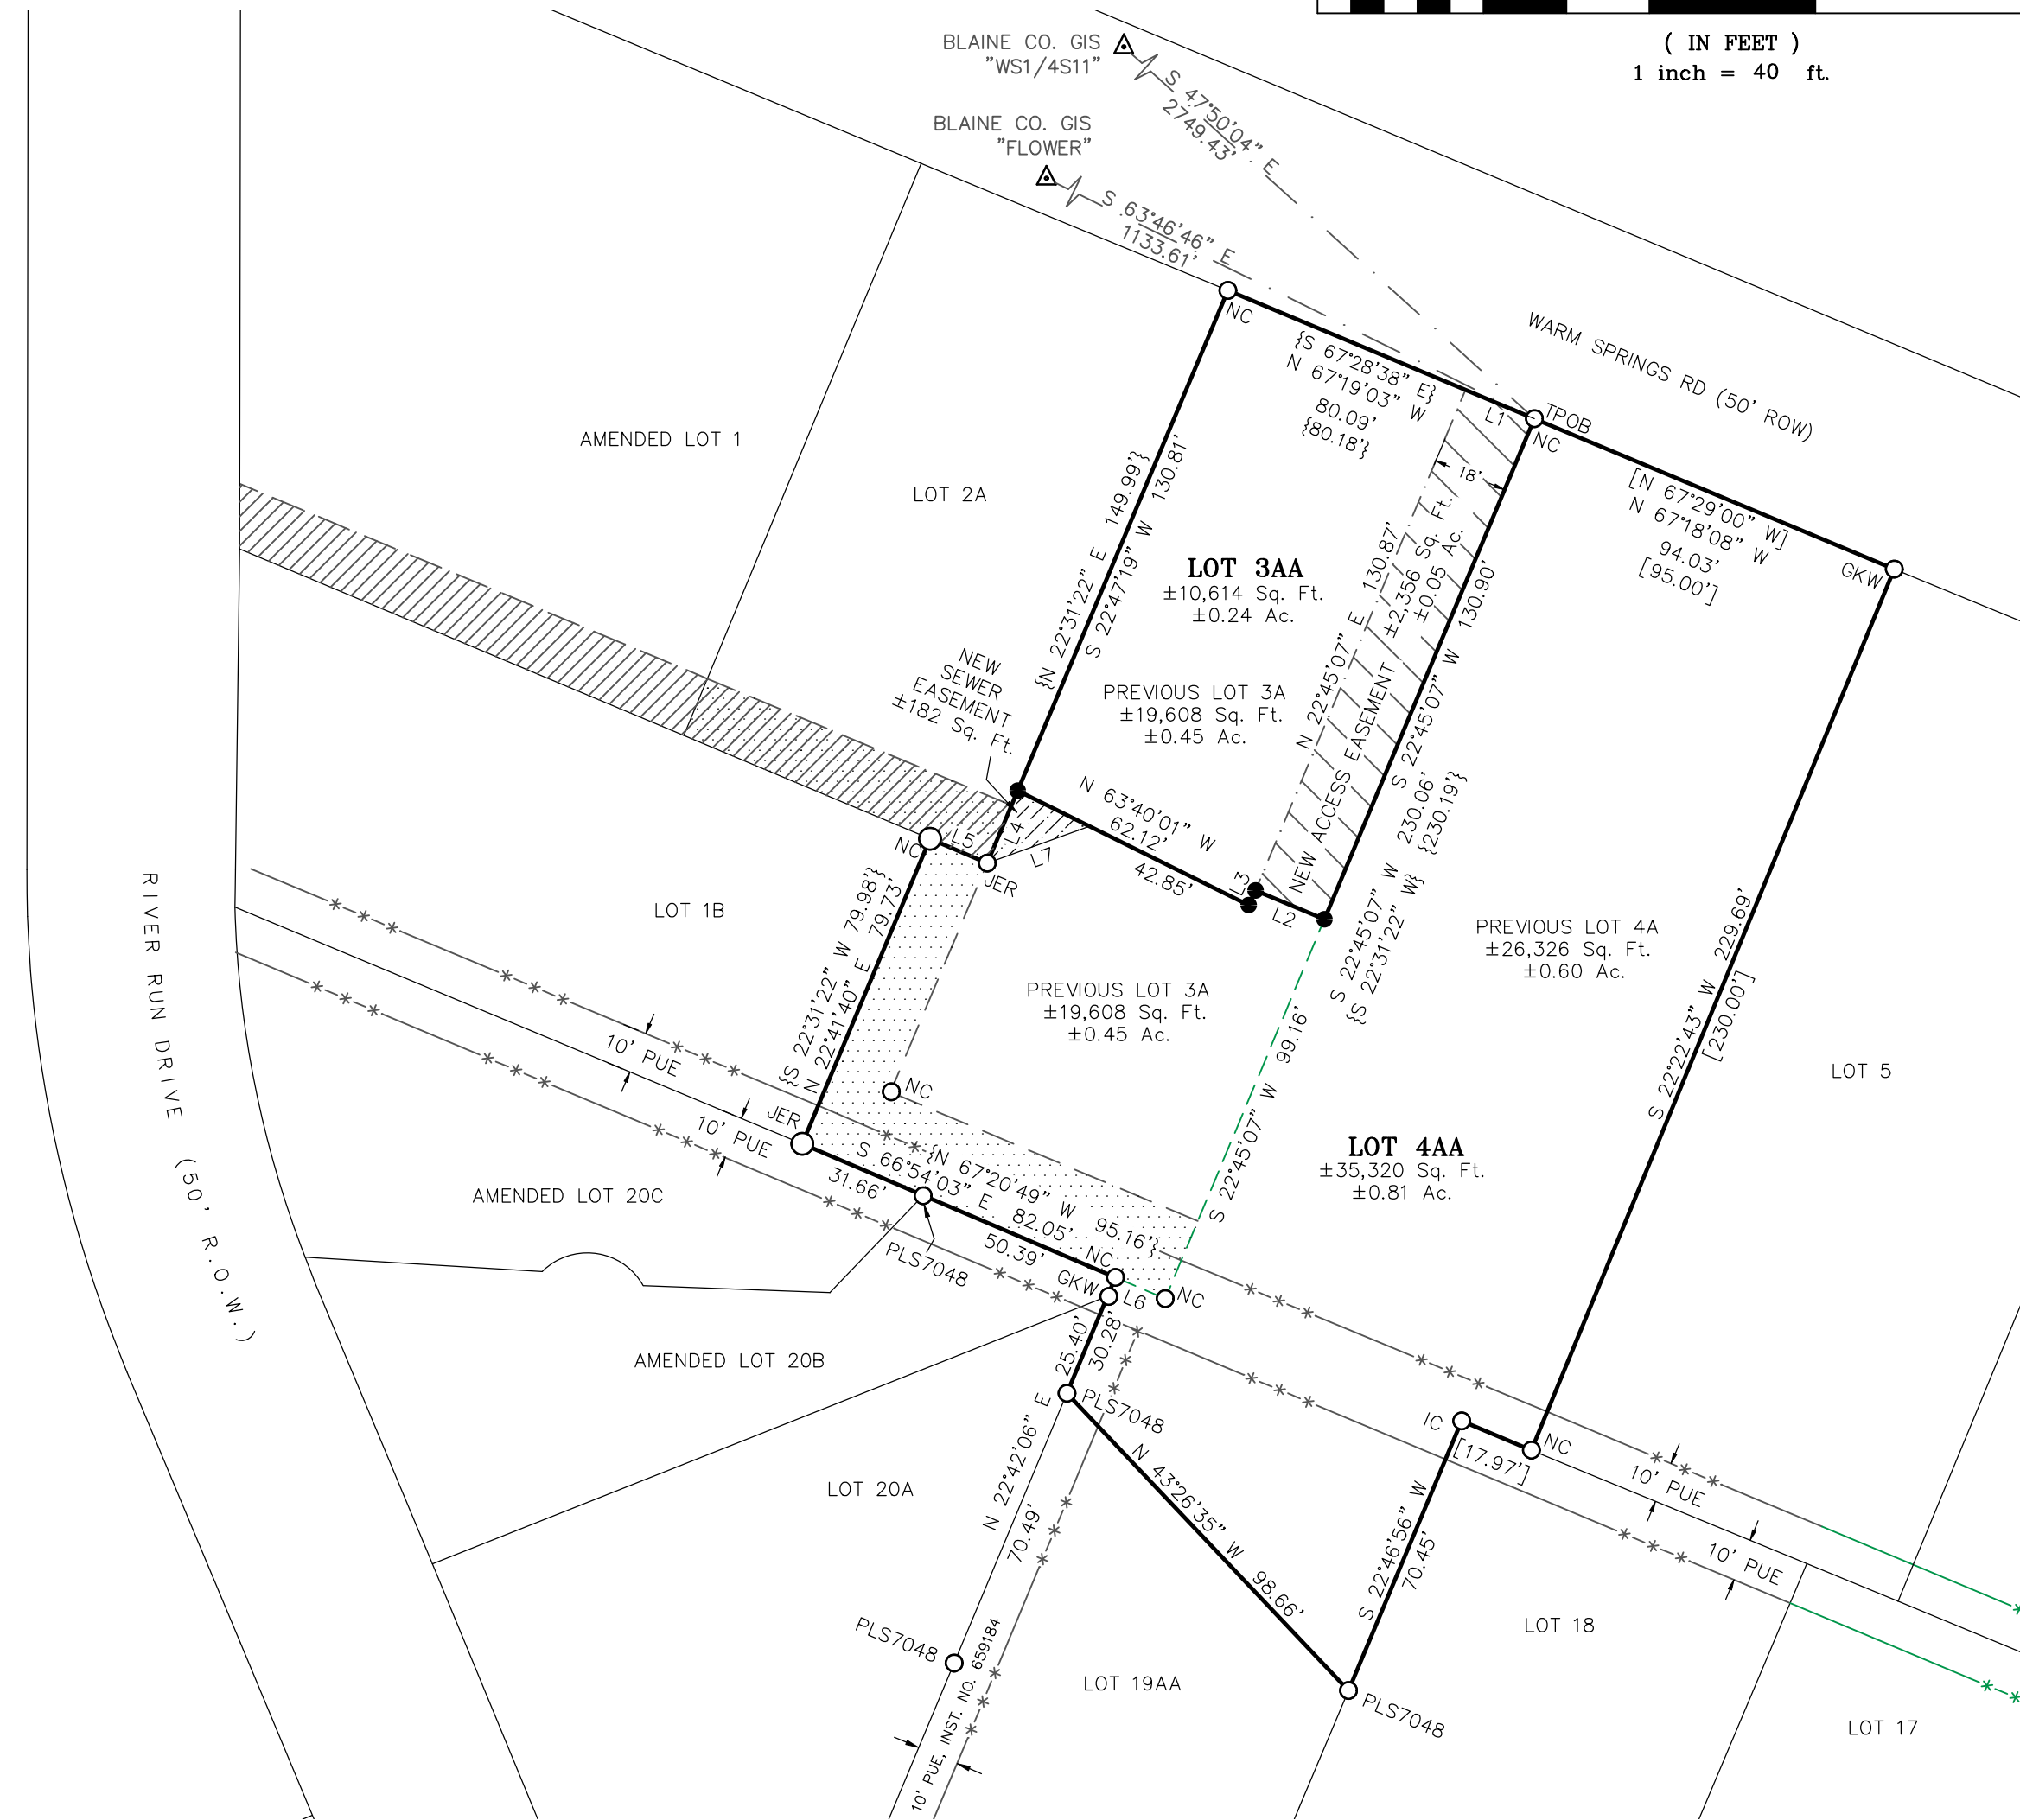 ( IN FEET )
1 inch = 40 ft.
BLAINE CO. GIS
"WS1/4S11"
S 47°50'04" E
2749.43'
BLAINE CO. GIS
"FLOWER"
S 63°46'46" E
1133.61'
WARM SPRINGS RD (50' ROW)
NC
{S 67°28'38" E}
N 67°19'03" W
80.09'
{80.18'}
L1
TPOB
NC
18'
[N 67°29'00" W]
N 67°18'08" W
94.03'
[95.00']
GKW
AMENDED LOT 1
LOT 2A
{N 22°31'22" E 149.99'}
S 22°47'19" W 130.81'
LOT 3AA
±10,614 Sq. Ft.
±0.24 Ac.
PREVIOUS LOT 3A
±19,608 Sq. Ft.
±0.45 Ac.
N 22°45'07" E 130.87'
±2,356 Sq. Ft.
±0.05 Ac.
NEW ACCESS EASEMENT
S 22°45'07" W 130.90'
NEW
SEWER
EASEMENT
±182 Sq. Ft.
N 63°40'01" W
62.12'
42.85'
L3
L2
L4
L5
L7
NC
JER
S 22°45'07" W 230.06'
{S 22°31'22" W} {230.19'}
PREVIOUS LOT 4A
±26,326 Sq. Ft.
±0.60 Ac.
S 22°22'43" W 229.69'
[230.00']
LOT 5
LOT 1B
{S 22°31'22" W 79.98'}
N 22°41'40" E 79.73'
PREVIOUS LOT 3A
±19,608 Sq. Ft.
±0.45 Ac.
S 22°45'07" W 99.16'
NC
10' PUE
10' PUE
JER
{N 67°20'49" W 95.16'}
S 66°54'03" E 82.05'
31.66'
50.39'
PLS7048
NC
GKW
L6
NC
LOT 4AA
±35,320 Sq. Ft.
±0.81 Ac.
RIVER RUN DRIVE (50' R.O.W.)
AMENDED LOT 20C
AMENDED LOT 20B
25.40'
30.28'
PLS7048
N 22°42'06" E
70.49'
LOT 20A
N 43°26'35" W 98.66'
IC
[17.97']
NC
S 22°46'56" W
70.45'
10' PUE
10' PUE
LOT 18
PLS7048
10' PUE, INST. NO. 659184
LOT 19AA
PLS7048
LOT 17